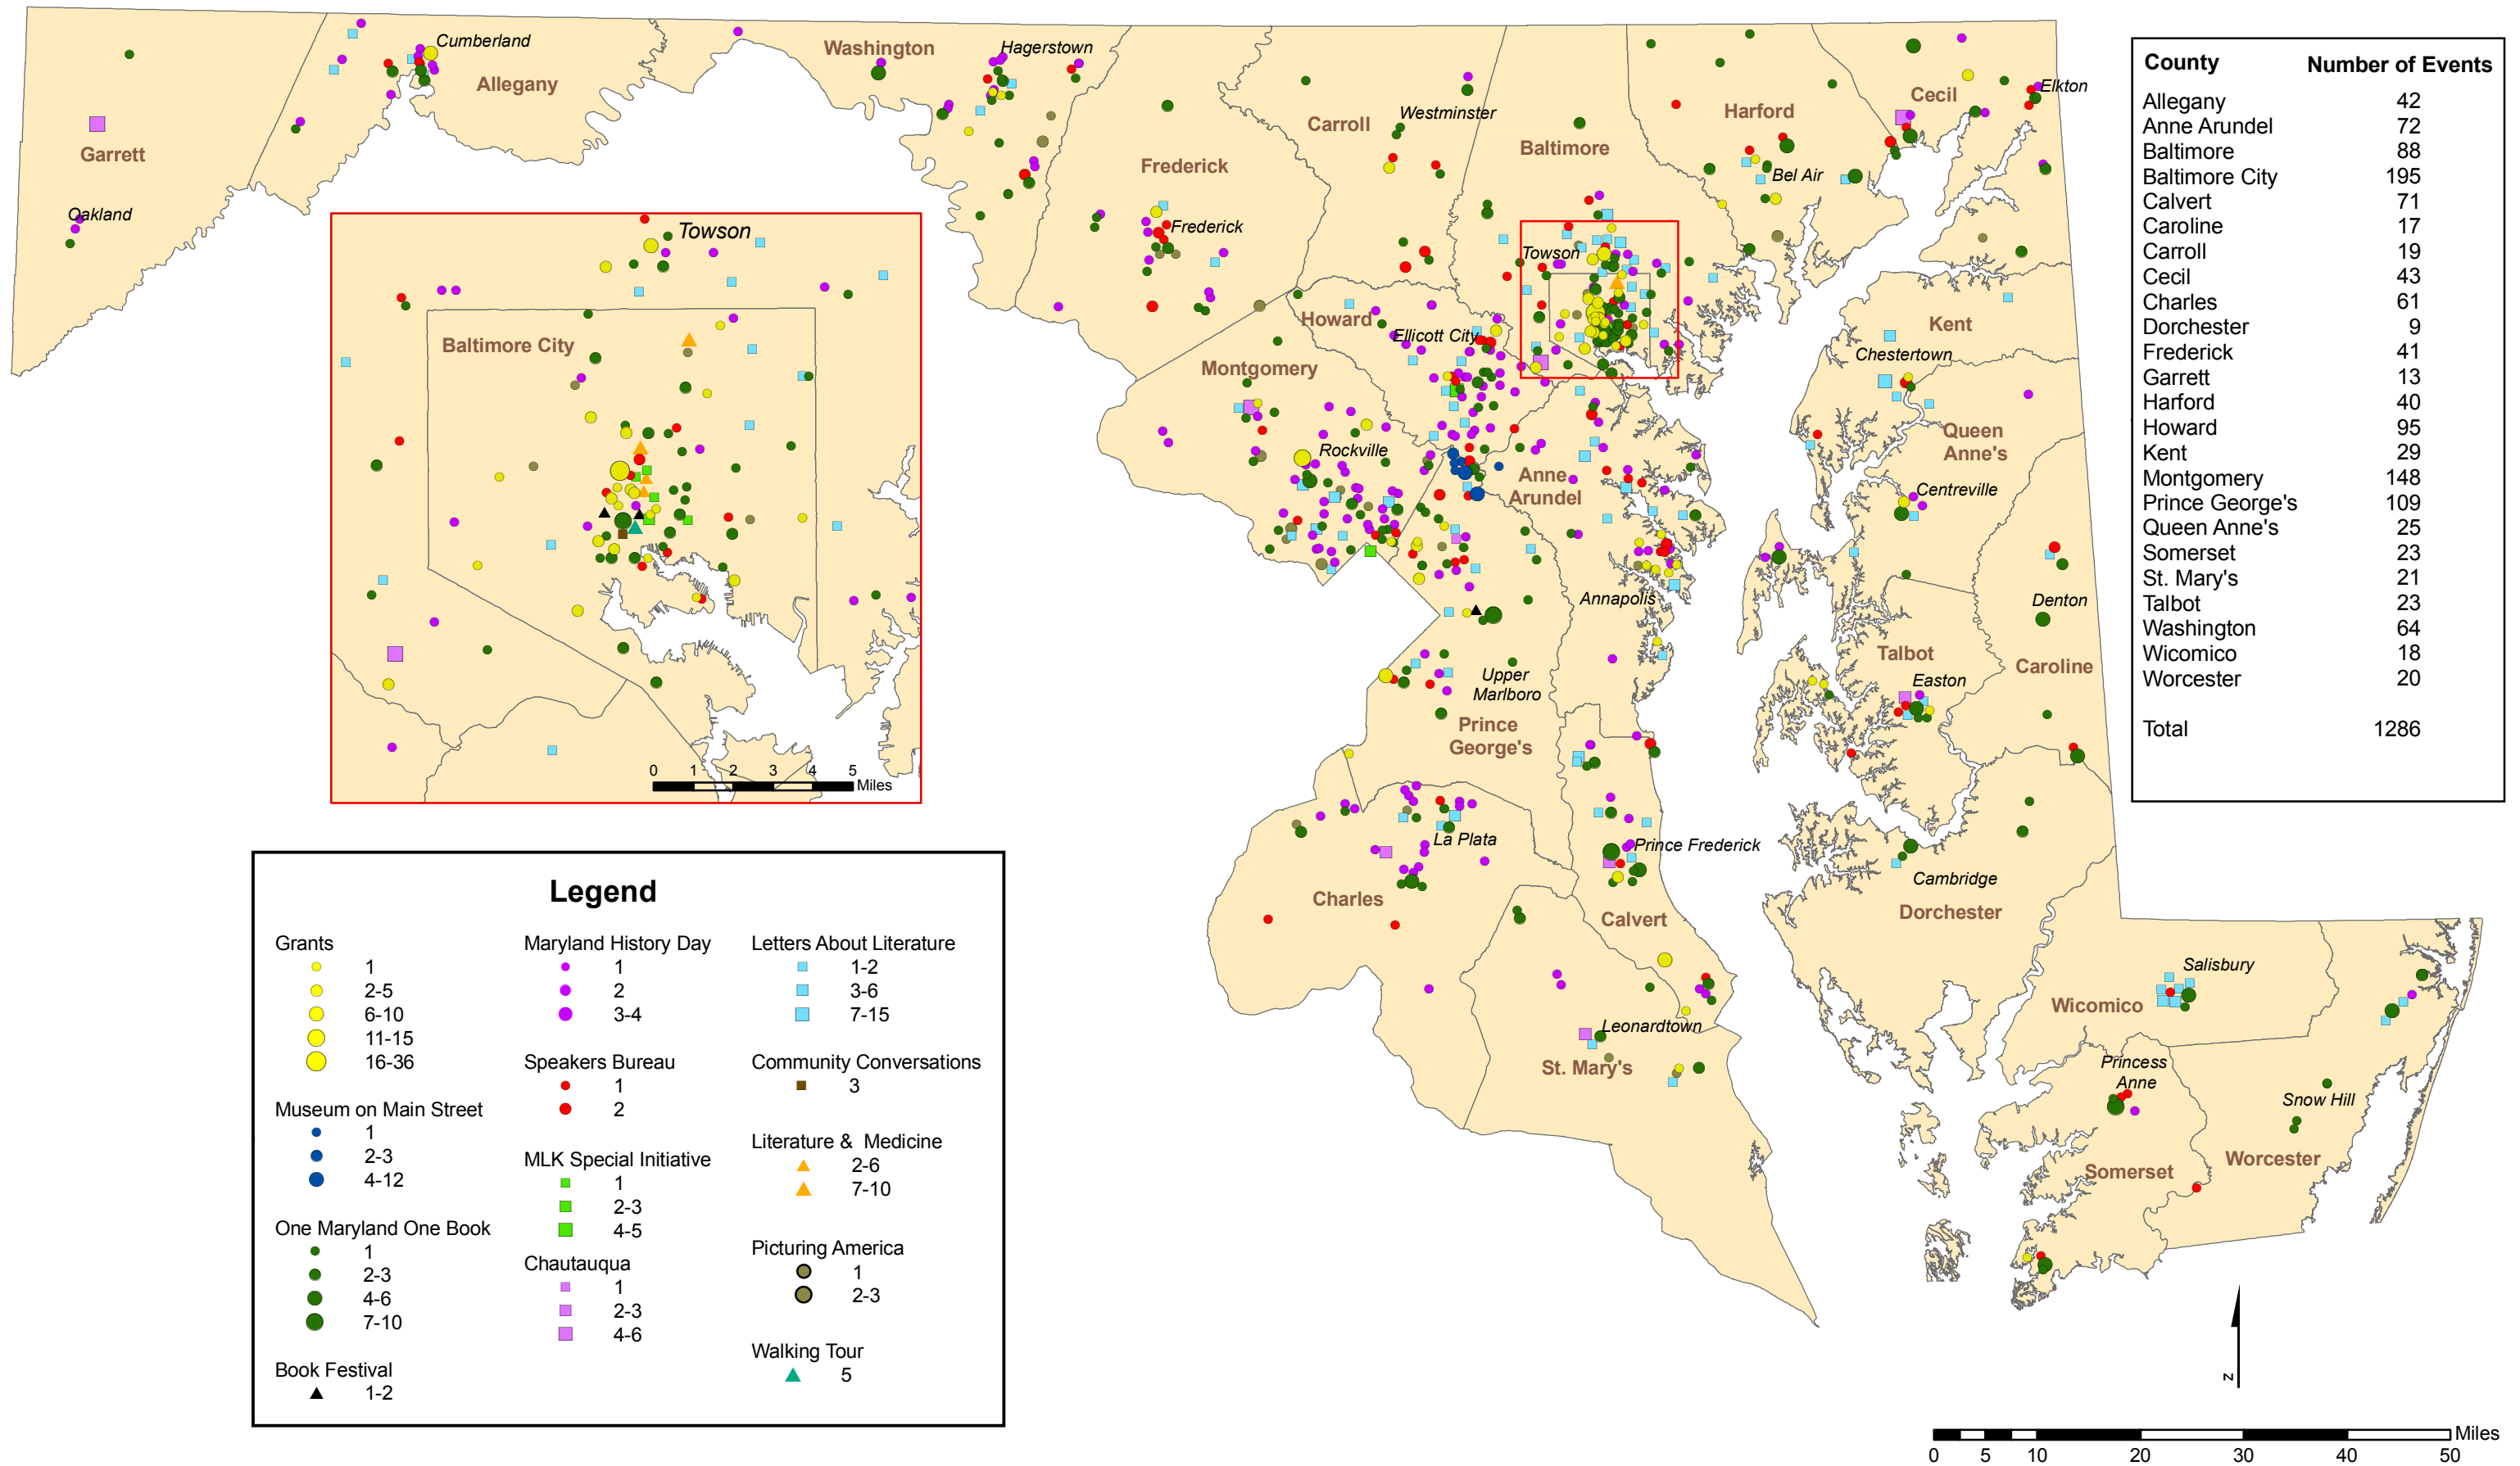 Cumberland
Allegany
Washington
Hagerstown
Garrett
Oakland
Frederick
Frederick
Carroll
Westminster
Baltimore
Harford
Bel Air
Cecil
Elkton
Towson
Howard
Ellicott City
Montgomery
Rockville
Kent
Chestertown
Queen
Anne's
Centreville
Anne
Arundel
Annapolis
Denton
Talbot
Easton
Caroline
Upper
Marlboro
Prince
George's
La Plata
Charles
Prince Frederick
Calvert
Cambridge
Dorchester
Leonardtown
St. Mary's
Salisbury
Wicomico
Princess
Anne
Snow Hill
Somerset
Worcester
Towson
Baltimore City
0 1 2 3 4 5
Miles
County Number of Events
Allegany 42
Anne Arundel 72
Baltimore 88
Baltimore City 195
Calvert 71
Caroline 17
Carroll 19
Cecil 43
Charles 61
Dorchester 9
Frederick 41
Garrett 13
Harford 40
Howard 95
Kent 29
Montgomery 148
Prince George's 109
Queen Anne's 25
Somerset 23
St. Mary's 21
Talbot 23
Washington 64
Wicomico 18
Worcester 20
Total 1286
Legend
Grants
1
2-5
6-10
11-15
16-36
Museum on Main Street
1
2-3
4-12
One Maryland One Book
1
2-3
4-6
7-10
Book Festival
1-2
Maryland History Day
1
2
3-4
Speakers Bureau
1
2
MLK Special Initiative
1
2-3
4-5
Chautauqua
1
2-3
4-6
Letters About Literature
1-2
3-6
7-15
Community Conversations
3
Literature & Medicine
2-6
7-10
Picturing America
1
2-3
Walking Tour
5
N
Miles
0 5 10 20 30 40 50